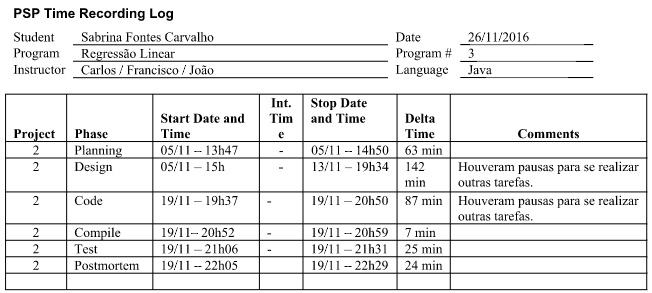 PSP Time Recording Log
Student Sabrina Fontes Carvalho Date 26/11/2016
Program Regressão Linear Program # 3
Instructor Carlos / Francisco / João Language Java
Project Phase Start Date and Time Int. Tim e Stop Date and Time Delta Time Comments
2 Planning 05/11 -- 13h47 - 05/11 -- 14h50 63 min
2 Design 05/11 – 15h - 13/11 -- 19h34 142 min Houveram pausas para se realizar outras tarefas.
2 Code 19/11 – 19h37 - 19/11 -- 20h50 87 min Houveram pausas para se realizar outras tarefas.
2 Compile 19/11-- 20h52 - 19/11 -- 20h59 7 min
2 Test 19/11 – 21h06 - 19/11 -- 21h31 25 min
2 Postmortem 19/11 -- 22h05 19/11 -- 22h29 24 min